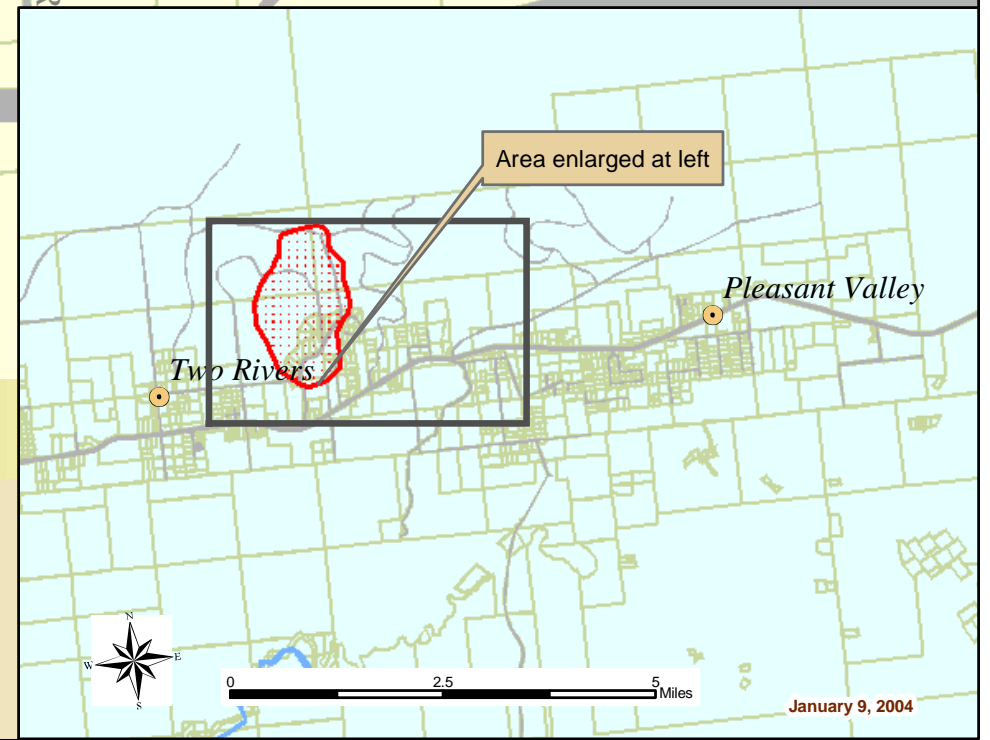 Area enlarged at left
Pleasant Valley
Two Rivers
N
W E
S
0 2.5 5
Miles
January 9, 2004